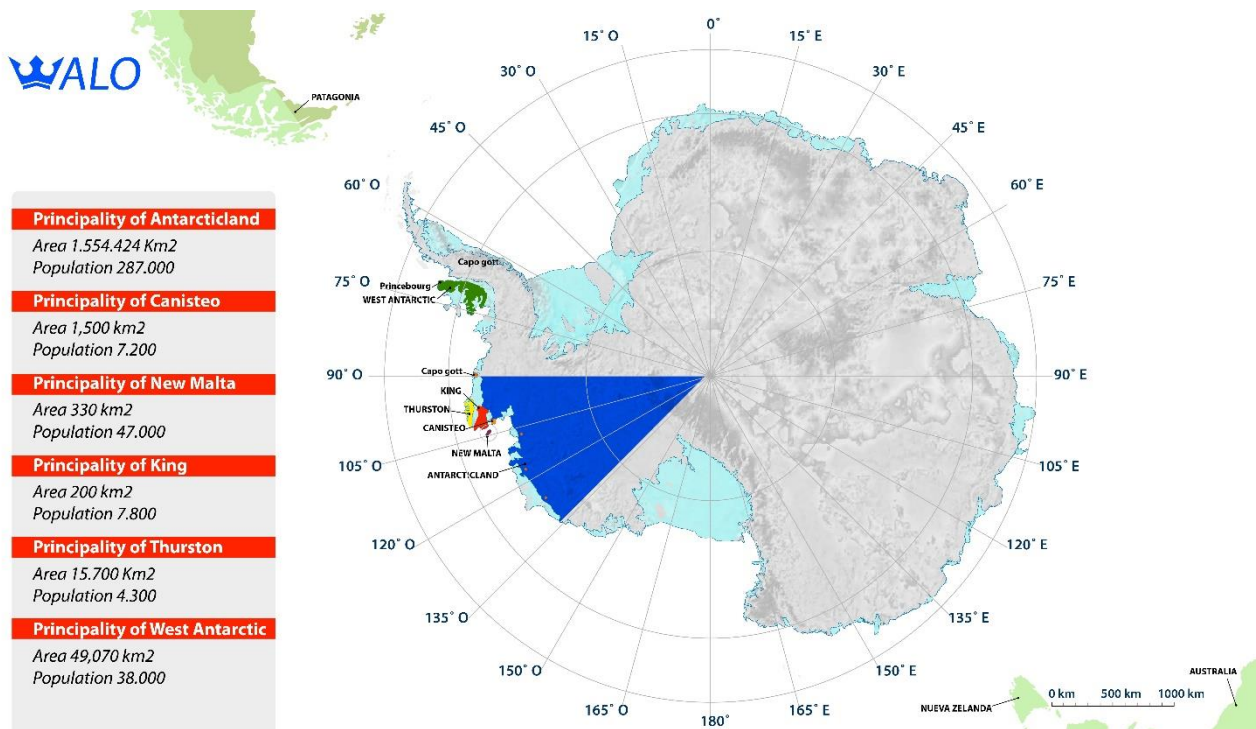 WALO
PATAGONIA
Principality of Antarcticland
Area 1.554.424 Km2
Population 287.000
Principality of Canisteo
Area 1,500 km2
Population 7.200
Principality of New Malta
Area 330 km2
Population 47.000
Principality of King
Area 200 km2
Population 7.800
Principality of Thurston
Area 15.700 Km2
Population 4.300
Principality of West Antarctic
Area 49,070 km2
Population 38.000
0°
15° E
30° E
45° E
60° E
75° E
90° E
105° E
120° E
135° E
150° E
165° E
180°
165° O
150° O
135° O
120° O
105° O
90° O
75° O
60° O
45° O
30° O
15° O
Capo gott
Princebourg
WEST ANTARCTIC
Capo gott
KING
THURSTON
CANISTEO
NEW MALTA
ANTARCTICLAND
AUSTRALIA
0 km 500 km 1000 km
NUEVA ZELANDA